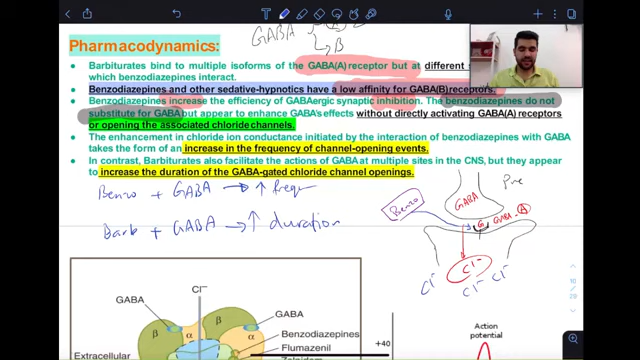 GABA
B
Pharmacodynamics:
Barbiturates bind to multiple isoforms of the GABA(A) receptor but at different
which benzodiazepines interact.
Benzodiazepines and other sedative-hypnotics have a low affinity for GABA(B) receptors.
Benzodiazepines increase the efficiency of GABAergic synaptic inhibition. The benzodiazepines do not
substitute for GABA but appear to enhance GABA's effects without directly activating GABA(A) receptors
or opening the associated chloride channels.
The enhancement in chloride ion conductance initiated by the interaction of benzodiazepines with GABA
takes the form of an increase in the frequency of channel-opening events.
In contrast, Barbiturates also facilitate the actions of GABA at multiple sites in the CNS, but they appear
to increase the duration of the GABA-gated chloride channel openings.
Benzo + GABA → ↑ freq
Barb + GABA → ↑ duration
Pre
GABA
Benzo
G
GABA-A
Cl-
Cl-
Cl-
Cl-
Cl-
GABA
GABA
β
α
β
α
Benzodiazepines
Flumazenil
Zolpidem
Extracellular
+40
Action
potential
18
/ 29